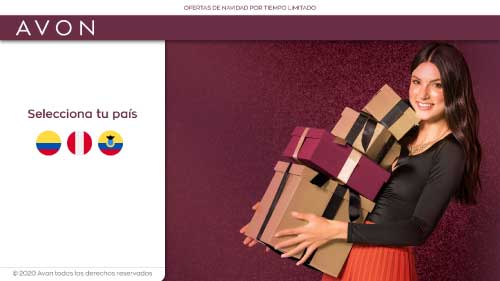 OFERTAS DE NAVIDAD POR TIEMPO LIMITADO
AVON
Selecciona tu país
© 2020 Avon todos los derechos reservados